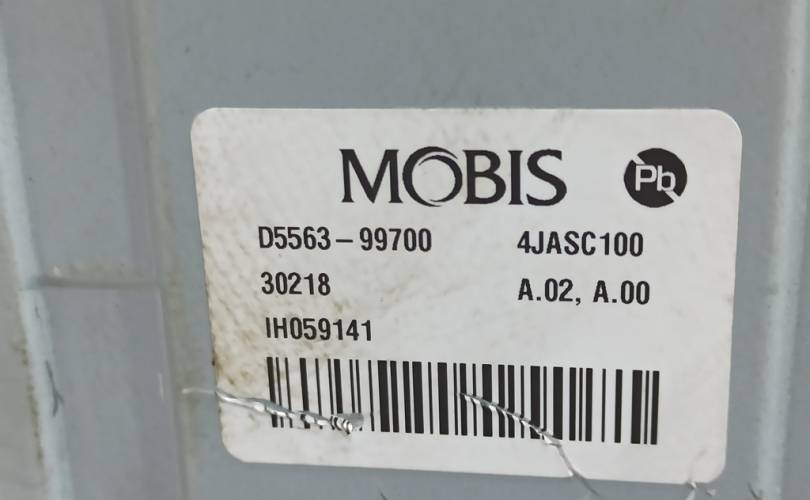 MOBIS Pb
D5563-99700 4JASC100
30218 A.02, A.00
IH059141